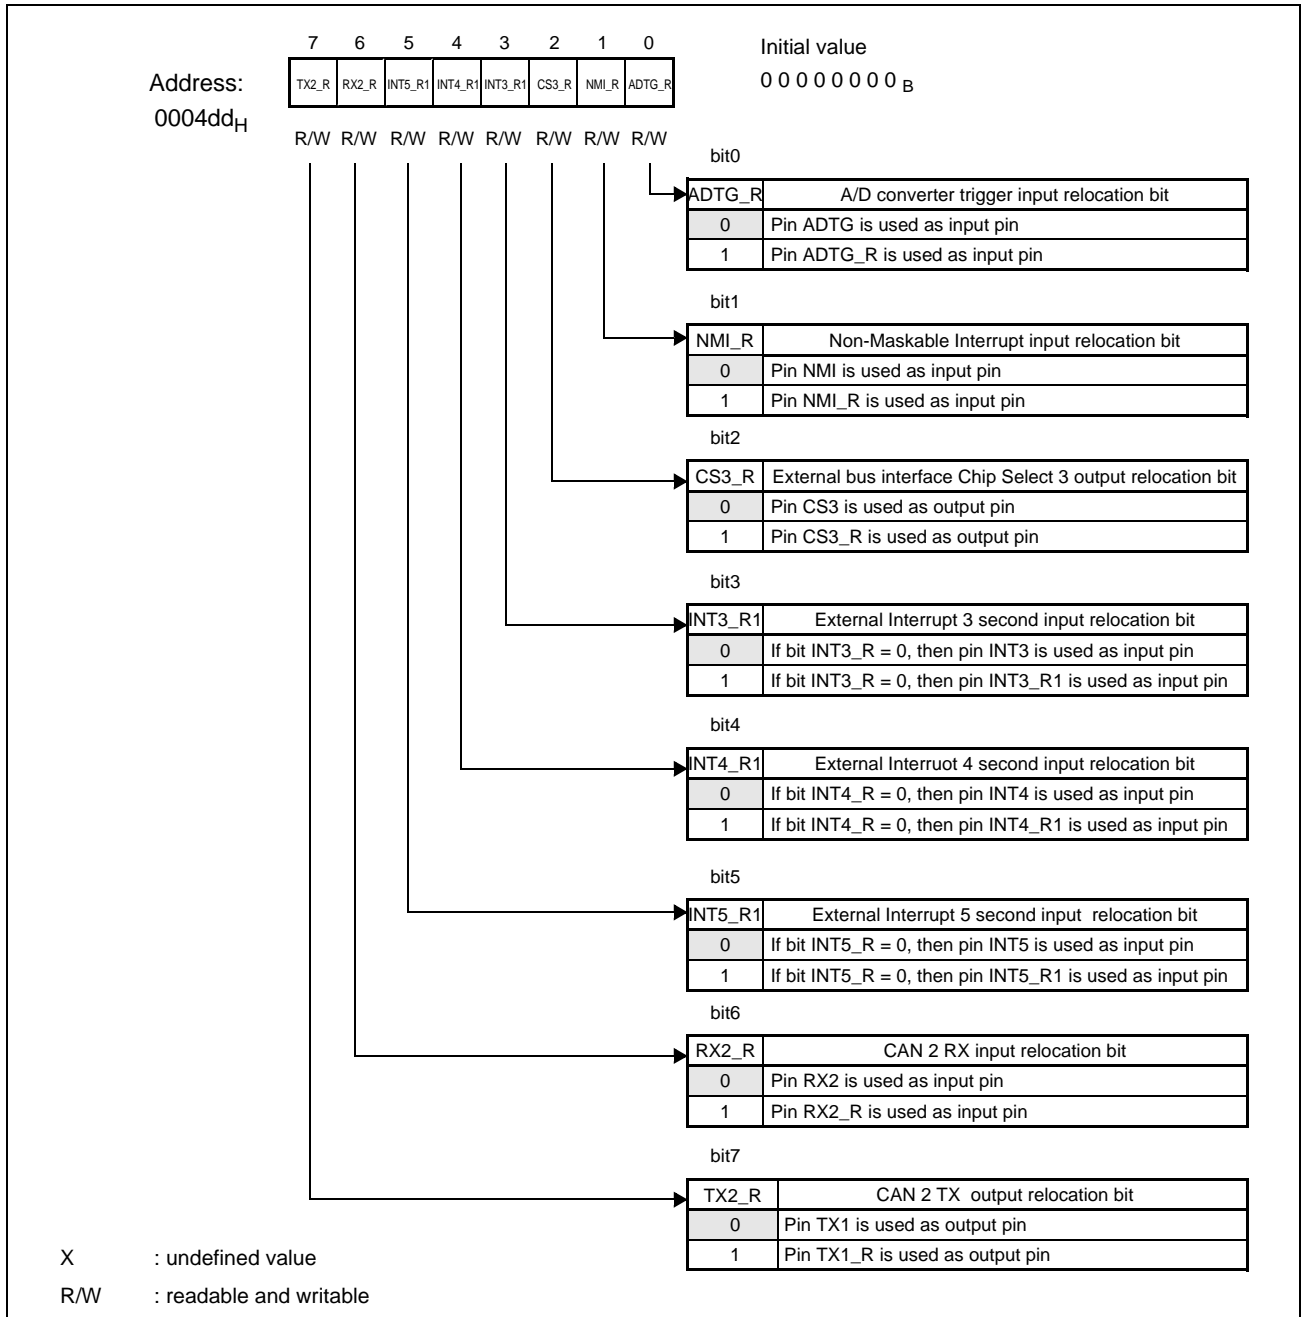 7 6 5 4 3 2 1 0
Initial value
Address:
TX2_R RX2_R INT5_R1 INT4_R1 INT3_R1 CS3_R NMI_R ADTG_R
0 0 0 0 0 0 0 0 B
0004ddH
R/W R/W R/W R/W R/W R/W R/W R/W
bit0
ADTG_R A/D converter trigger input relocation bit
0 Pin ADTG is used as input pin
1 Pin ADTG_R is used as input pin
bit1
NMI_R Non-Maskable Interrupt input relocation bit
0 Pin NMI is used as input pin
1 Pin NMI_R is used as input pin
bit2
CS3_R External bus interface Chip Select 3 output relocation bit
0 Pin CS3 is used as output pin
1 Pin CS3_R is used as output pin
bit3
INT3_R1 External Interrupt 3 second input relocation bit
0 If bit INT3_R = 0, then pin INT3 is used as input pin
1 If bit INT3_R = 0, then pin INT3_R1 is used as input pin
bit4
INT4_R1 External Interruot 4 second input relocation bit
0 If bit INT4_R = 0, then pin INT4 is used as input pin
1 If bit INT4_R = 0, then pin INT4_R1 is used as input pin
bit5
INT5_R1 External Interrupt 5 second input relocation bit
0 If bit INT5_R = 0, then pin INT5 is used as input pin
1 If bit INT5_R = 0, then pin INT5_R1 is used as input pin
bit6
RX2_R CAN 2 RX input relocation bit
0 Pin RX2 is used as input pin
1 Pin RX2_R is used as input pin
bit7
TX2_R CAN 2 TX output relocation bit
0 Pin TX1 is used as output pin
1 Pin TX1_R is used as output pin
X : undefined value
R/W : readable and writable